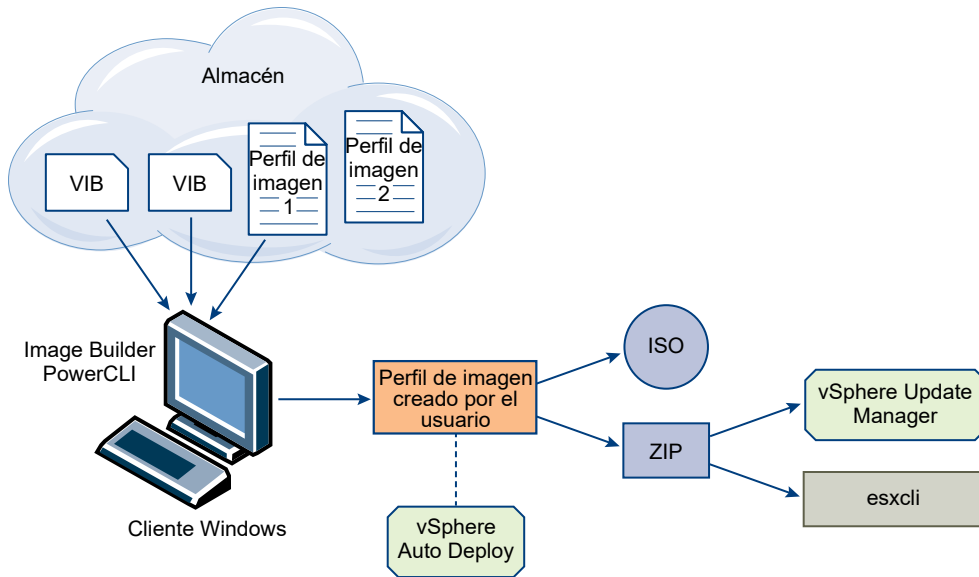 Almacén
VIB
VIB
Perfil de
imagen
1
Perfil de
imagen
2
Image Builder
PowerCLI
Cliente Windows
Perfil de imagen
creado por el
usuario
vSphere
Auto Deploy
ISO
ZIP
vSphere Update
Manager
esxcli